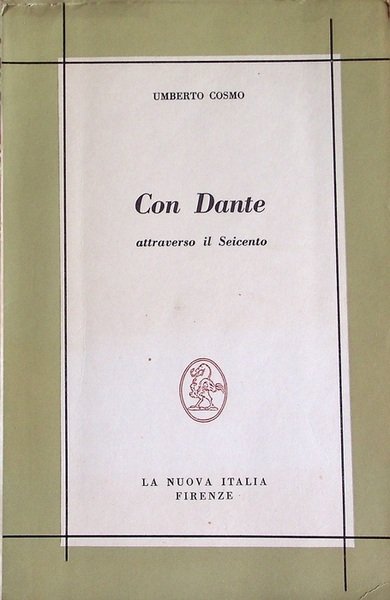 UMBERTO COSMO
Con Dante
attraverso il Seicento
LA NUOVA ITALIA
FIRENZE